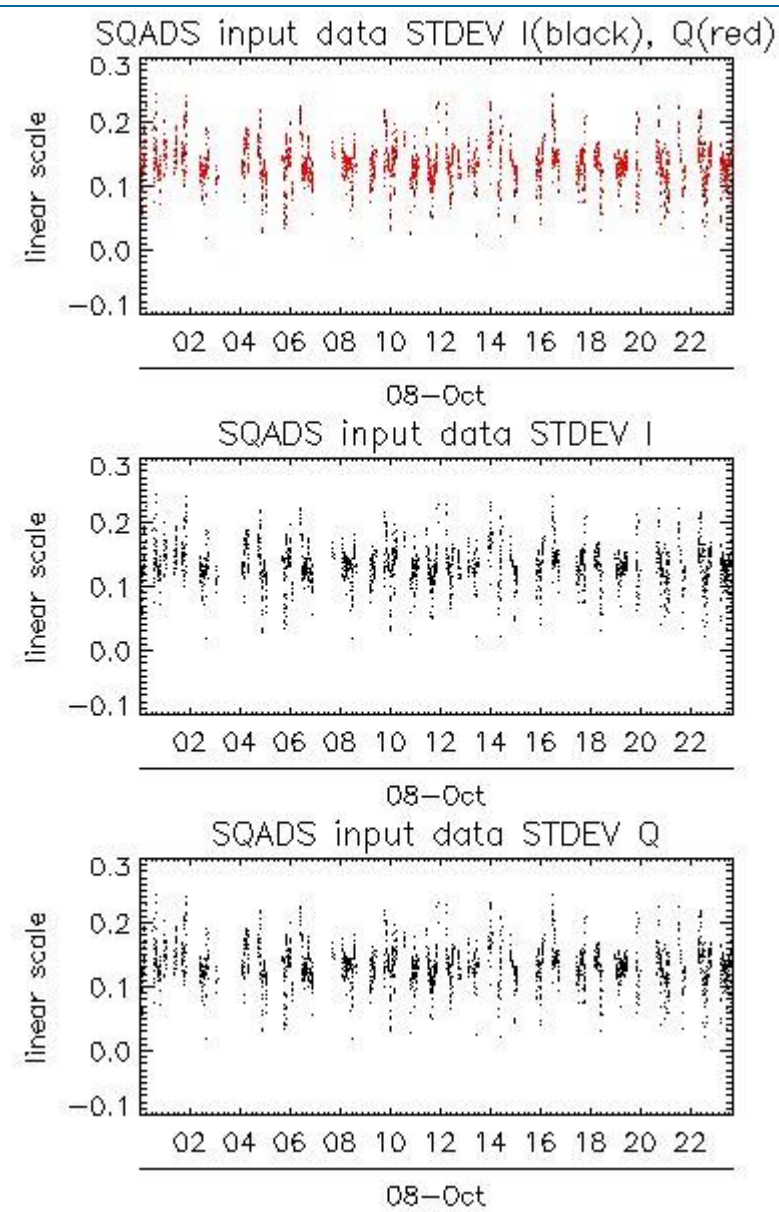 SQADS input data STDEV I(black), Q(red)
0.3
0.2
0.1
0.0
−0.1
linear scale
02 04 06 08 10 12 14 16 18 20 22
08−Oct
SQADS input data STDEV I
0.3
0.2
0.1
0.0
−0.1
linear scale
02 04 06 08 10 12 14 16 18 20 22
08−Oct
SQADS input data STDEV Q
0.3
0.2
0.1
0.0
−0.1
linear scale
02 04 06 08 10 12 14 16 18 20 22
08−Oct